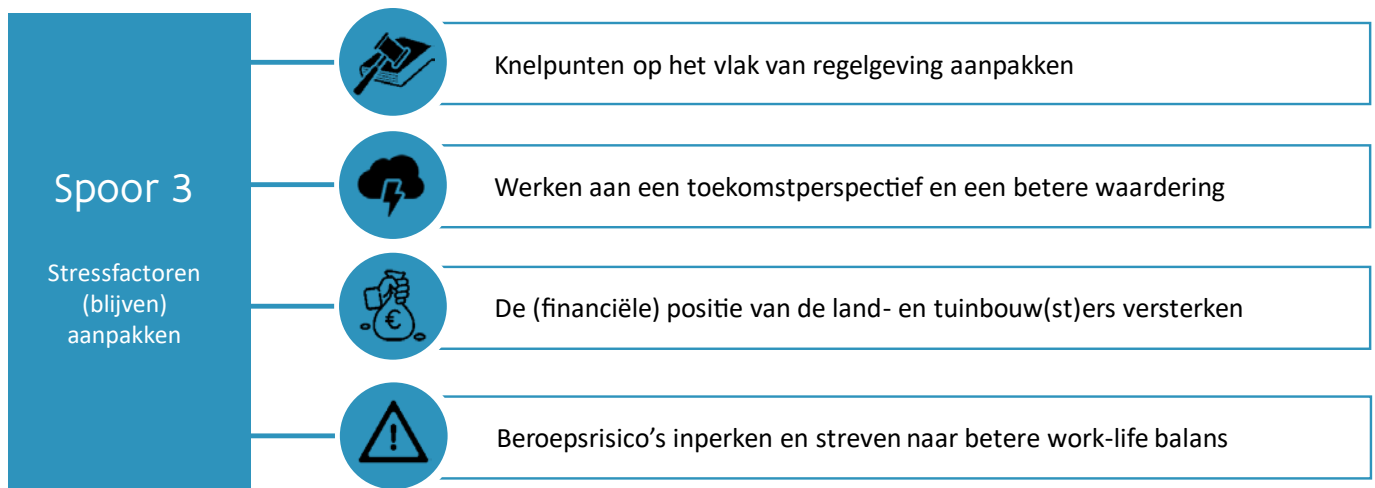 Spoor 3
Stressfactoren
(blijven)
aanpakken
Knelpunten op het vlak van regelgeving aanpakken
Werken aan een toekomstperspectief en een betere waardering
€
De (financiële) positie van de land- en tuinbouw(st)ers versterken
!
Beroepsrisico’s inperken en streven naar betere work-life balans